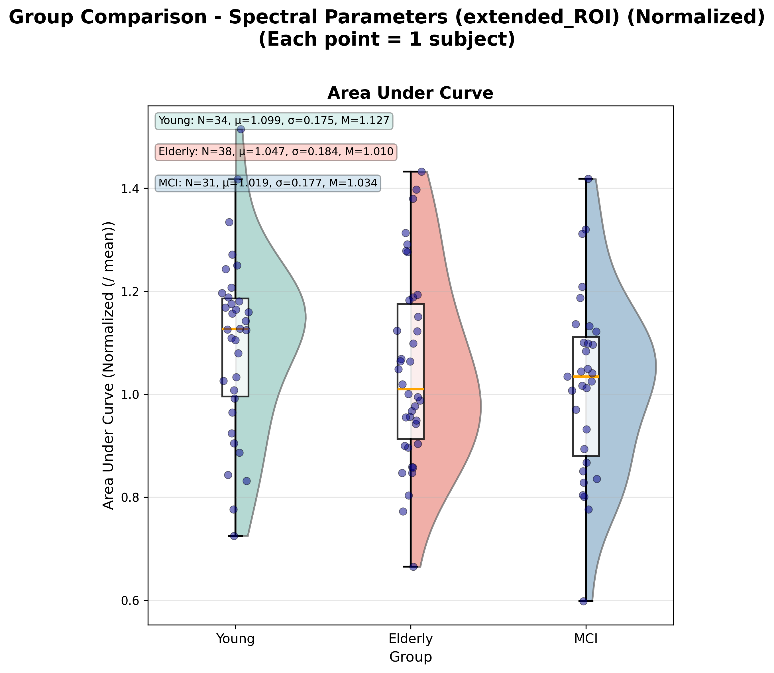 Group Comparison - Spectral Parameters (extended_ROI) (Normalized)
(Each point = 1 subject)
Area Under Curve
Young: N=34, μ=1.099, σ=0.175, M=1.127
Elderly: N=38, μ=1.047, σ=0.184, M=1.010
MCI: N=31, μ=1.019, σ=0.177, M=1.034
Area Under Curve (Normalized (/ mean))
1.4
1.2
1.0
0.8
0.6
Young
Elderly
MCI
Group